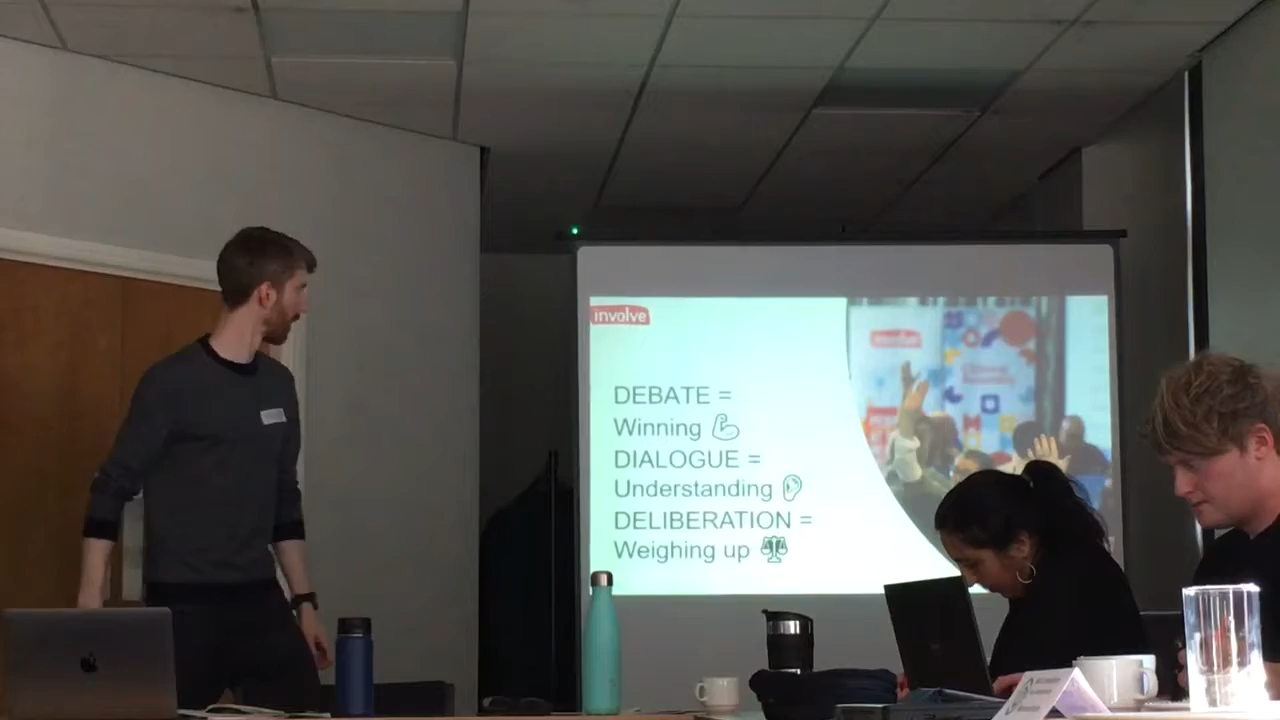 involve
DEBATE =
Winning
DIALOGUE =
Understanding
DELIBERATION =
Weighing up